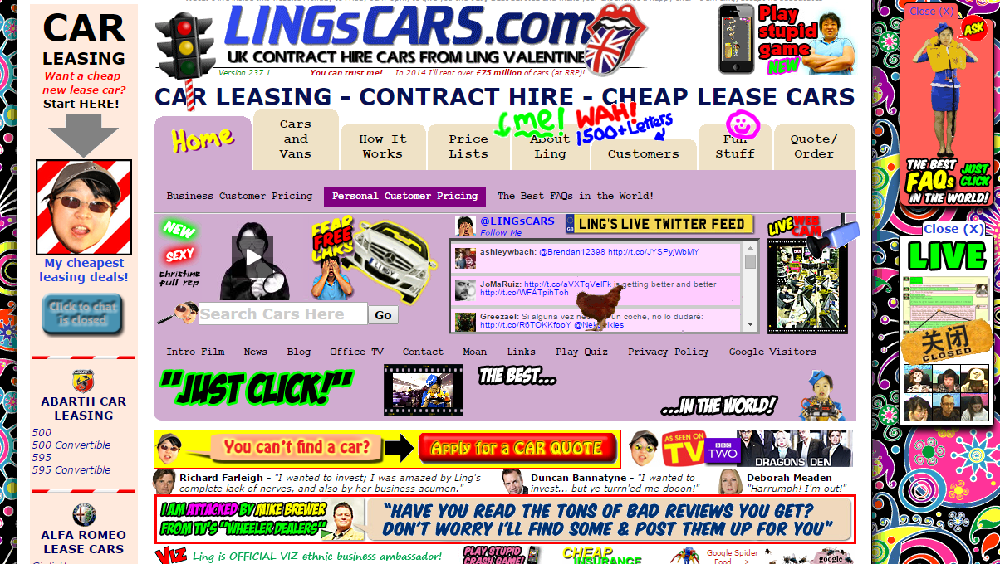 CAR
LEASING
Want a cheap
new lease car?
Start HERE!
My cheapest
leasing deals!
Click to chat
is closed
ABARTH CAR
LEASING
500
500 Convertible
595
595 Convertible
ALFA ROMEO
LEASE CARS
LINGsCARS.com
UK CONTRACT HIRE CARS FROM LING VALENTINE
Version 237.1.
You can trust me! ... In 2014 I'll rent over £75 million of cars (at RRP)!
Play
stupid
game
NEW
CAR LEASING - CONTRACT HIRE - CHEAP LEASE CARS
Home
Cars
and
Vans
How It
Works
Price
Lists
me!
About
Ling
WAH!
1500+Letters
Customers
Fun
Stuff
Quote/
Order
Business Customer Pricing
Personal Customer Pricing
The Best FAQs in the World!
NEW
SEXY
christine
full rep
FEAR
FREE
CARS
LINGY
@LINGsCARS
Follow Me
GB
LING'S LIVE TWITTER FEED
ashleywbach: @Brendan12398 http://t.co/JYSPyjWbMY
JoMaRuiz: http://t.co/aVXTqVelFk is getting better and better
http://t.co/WFATpihToh
Greezael: Si alguna vez un coche, no lo dudaré:
http://t.co/R6TOKKfooY
LIVE WEB
CAM
Search Cars Here
Go
Intro Film
News
Blog
Office TV
Contact
Moan
Links
Play Quiz
Privacy Policy
Google Visitors
"JUST CLICK!"
THE BEST...
...IN THE WORLD!
You can't find a car?
Apply for a CAR QUOTE
AS SEEN ON
TV
BBC
TWO
DRAGONS DEN
Richard Farleigh - "I wanted to invest; I was amazed by Ling's
complete lack of nerves, and also by her business acumen."
Duncan Bannatyne - "I wanted to
invest... but ye turrn'ed me dooon!"
Deborah Meaden
"Harrumph! I'm out!"
I AM ATTACKED BY MIKE BREWER
FROM TV'S "WHEELER DEALERS"
"HAVE YOU READ THE TONS OF BAD REVIEWS YOU GET?
DON'T WORRY I'LL FIND SOME & POST THEM UP FOR YOU"
VIZ
Ling is OFFICIAL VIZ ethnic business ambassador!
PLAY STUPID
CRASH GAME!
CHEAP
INSURANCE
Google Spider
Food --->
google
Close (X)
ASK
THE BEST
FAQs
JUST
CLICK
IN THE WORLD!
Close (X)
LIVE
关闭
CLOSED